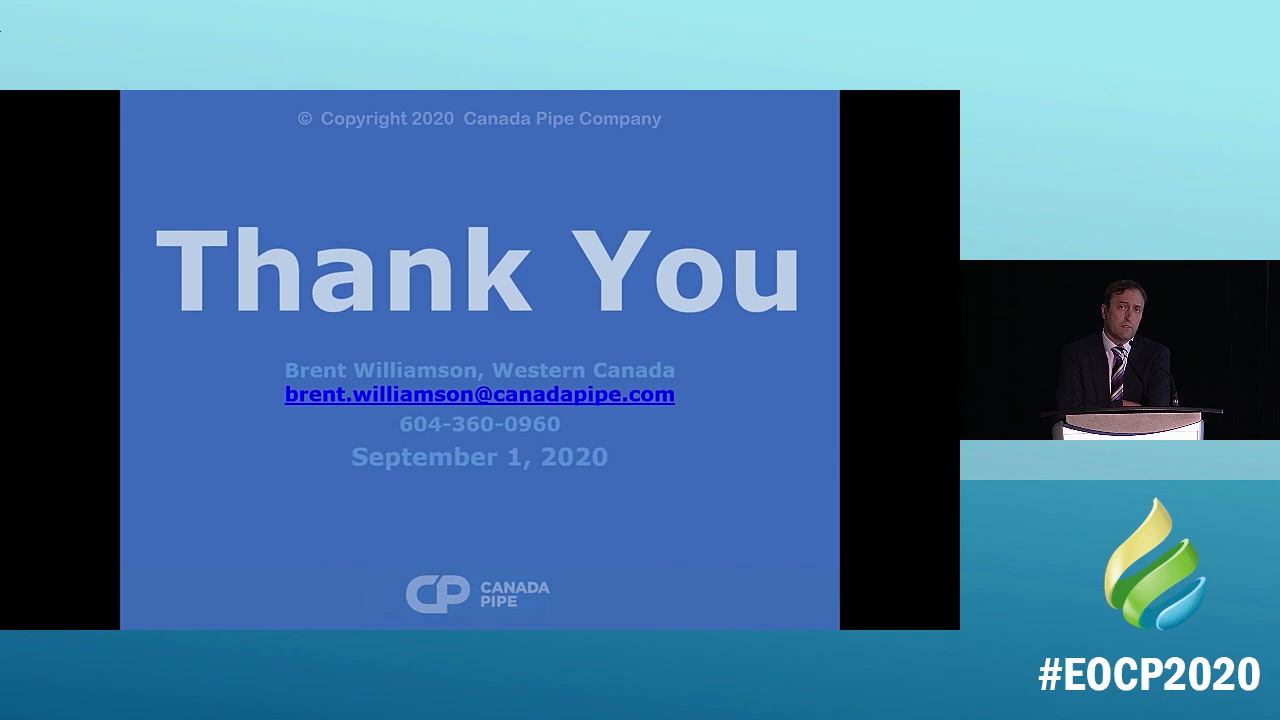 © Copyright 2020 Canada Pipe Company
Thank You
Brent Williamson, Western Canada
brent.williamson@canadapipe.com
604-360-0960
September 1, 2020
CP CANADA
PIPE
#EOCP2020